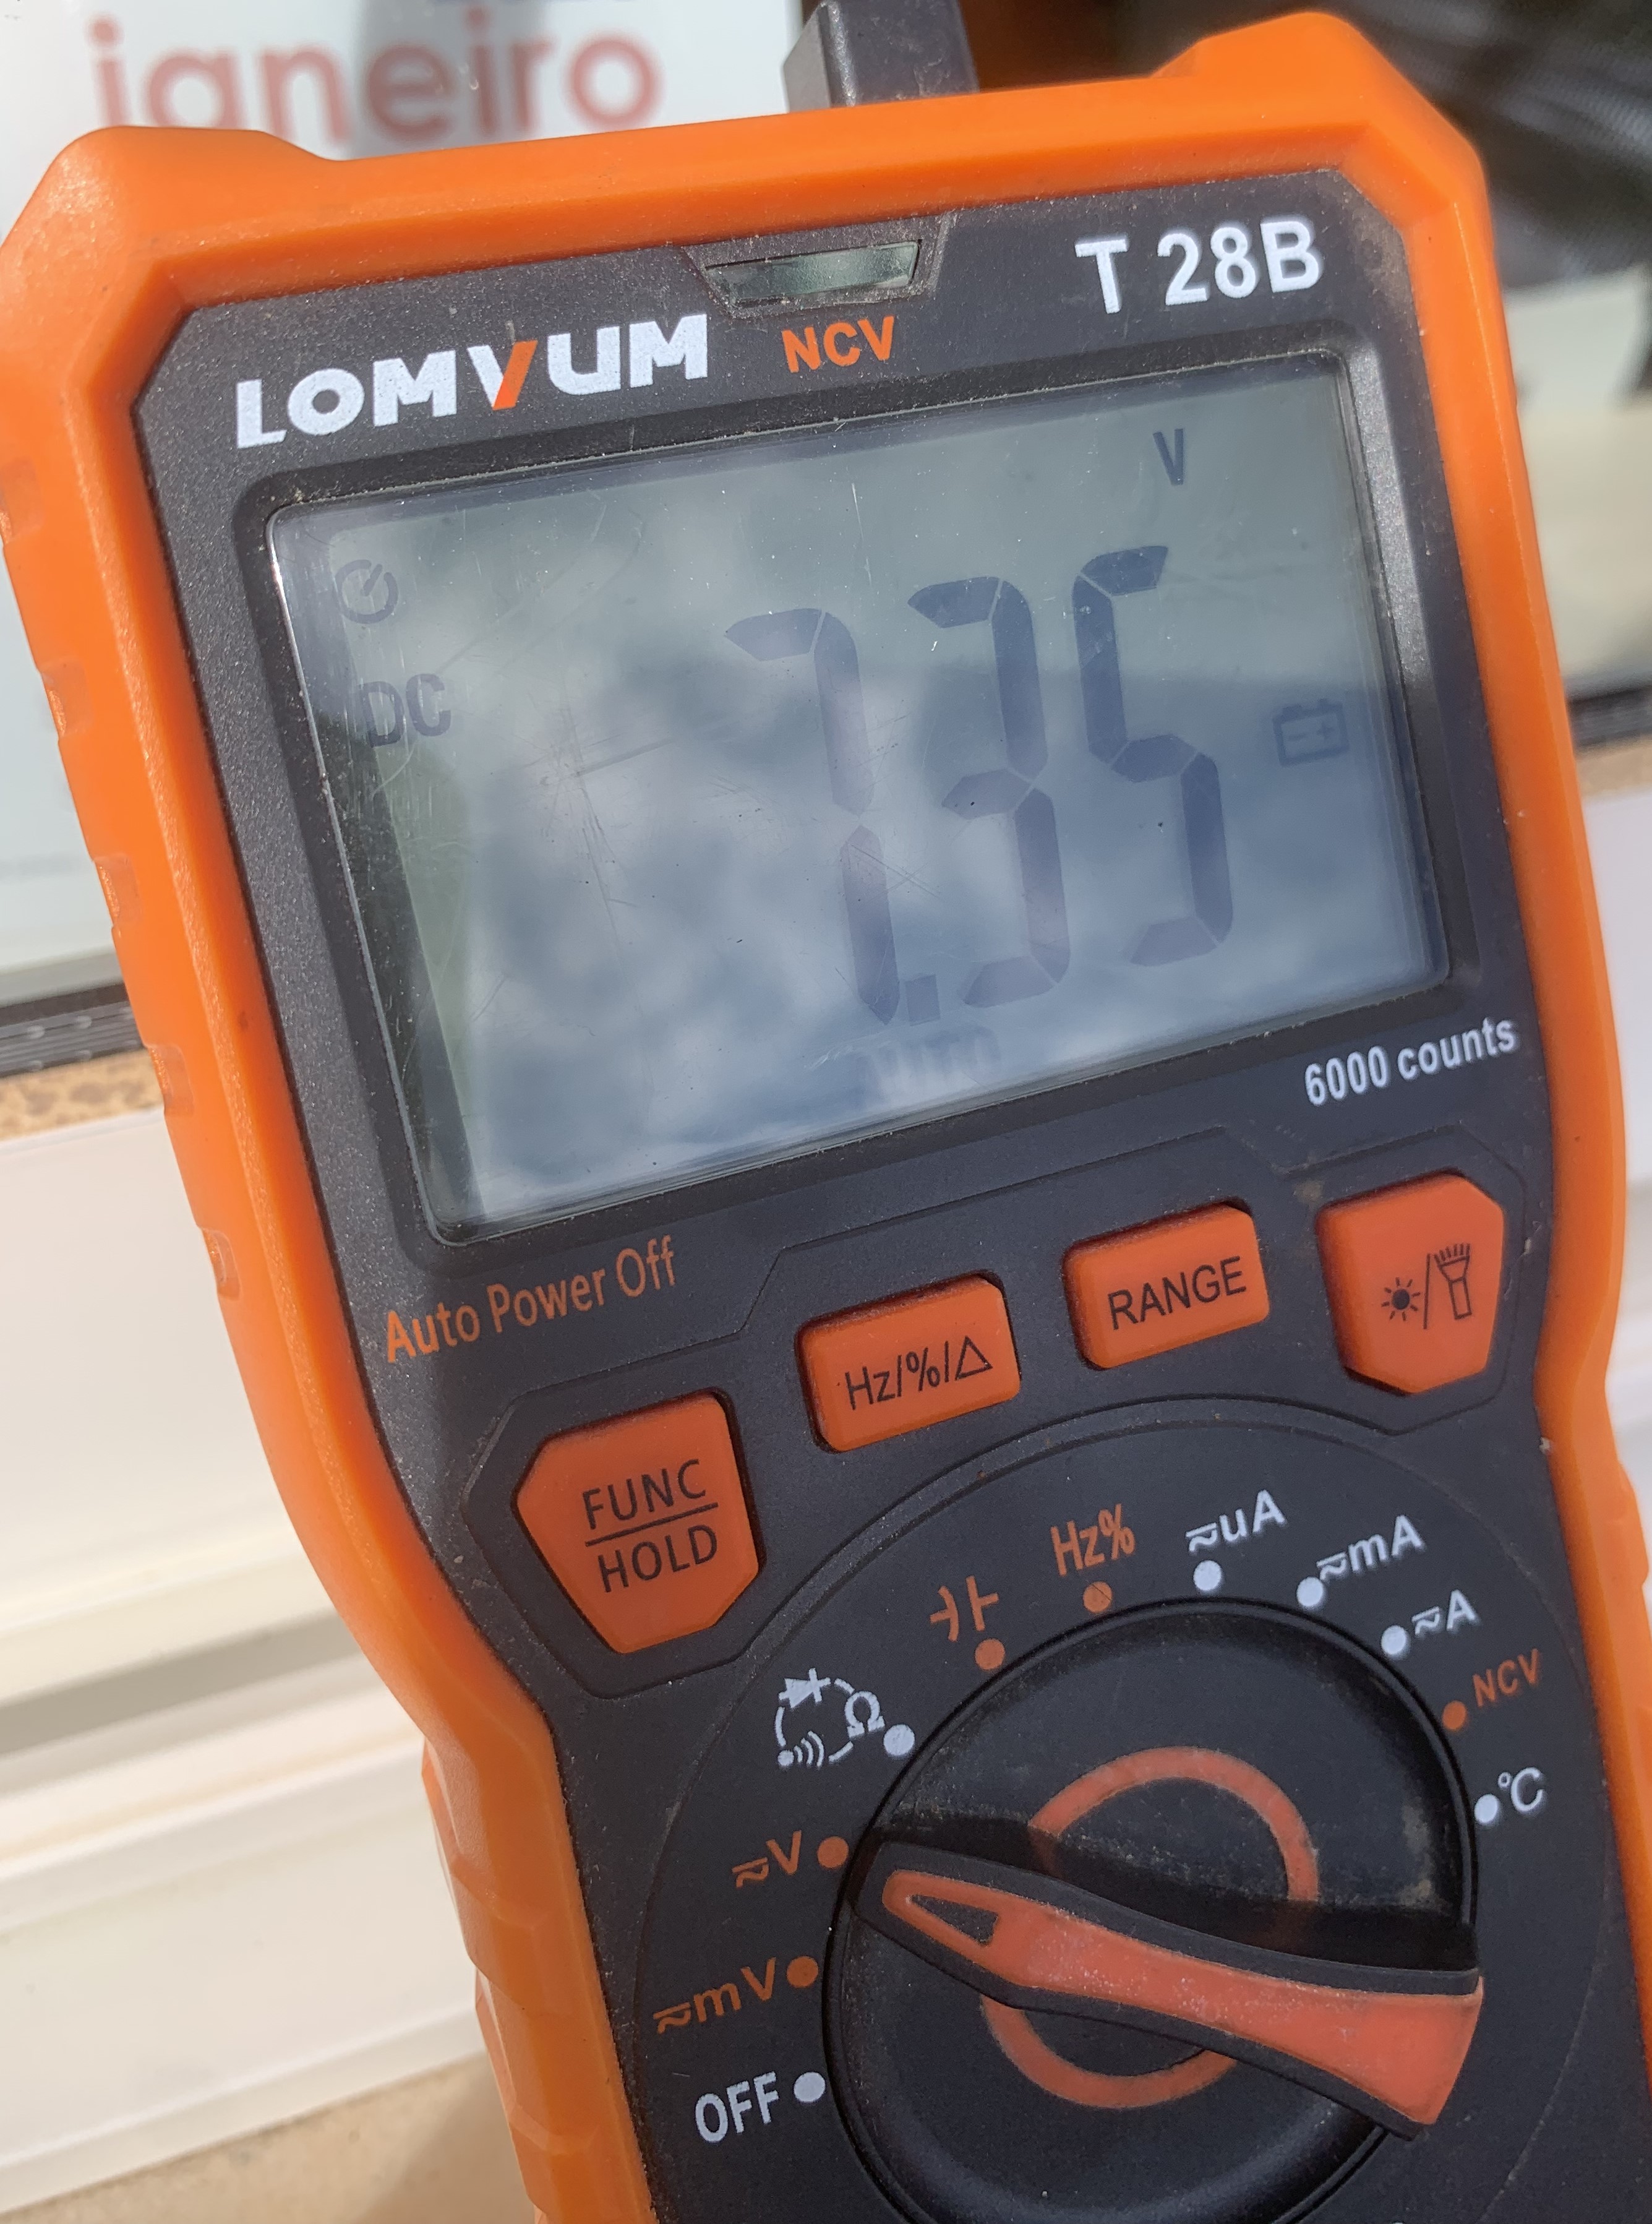 janeiro
T 28B
LOMVUM
NCV
V
DC
7.35
AUTO
6000 counts
Auto Power Off
Hz/%/△
RANGE
FUNC
HOLD
Hz%
uA
mA
A
NCV
°C
Ω
V
mV
OFF